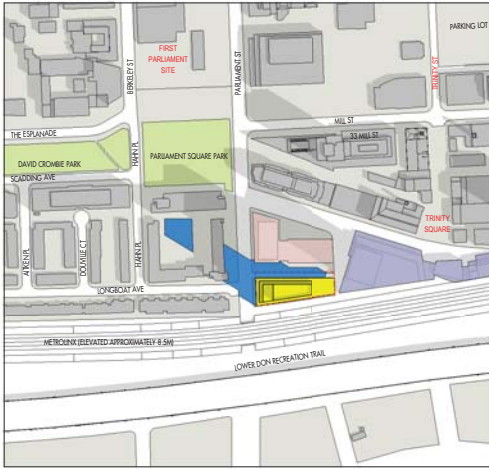 PARKING LOT
FIRST
PARLIAMENT
SITE
BERKELEY ST
PARLIAMENT ST
TRINITY ST
MILL ST
THE ESPLANADE
33 MILL ST
HAHN PL
PARLIAMENT SQUARE PARK
DAVID CROMBIE PARK
SCADDING AVE
TRINITY
SQUARE
AITKEN PL
DOUVILLE CT
HAHN PL
LONGBOAT AVE
METROLINX (ELEVATED APPROXIMATELY 8.5M)
LOWER DON RECREATION TRAIL